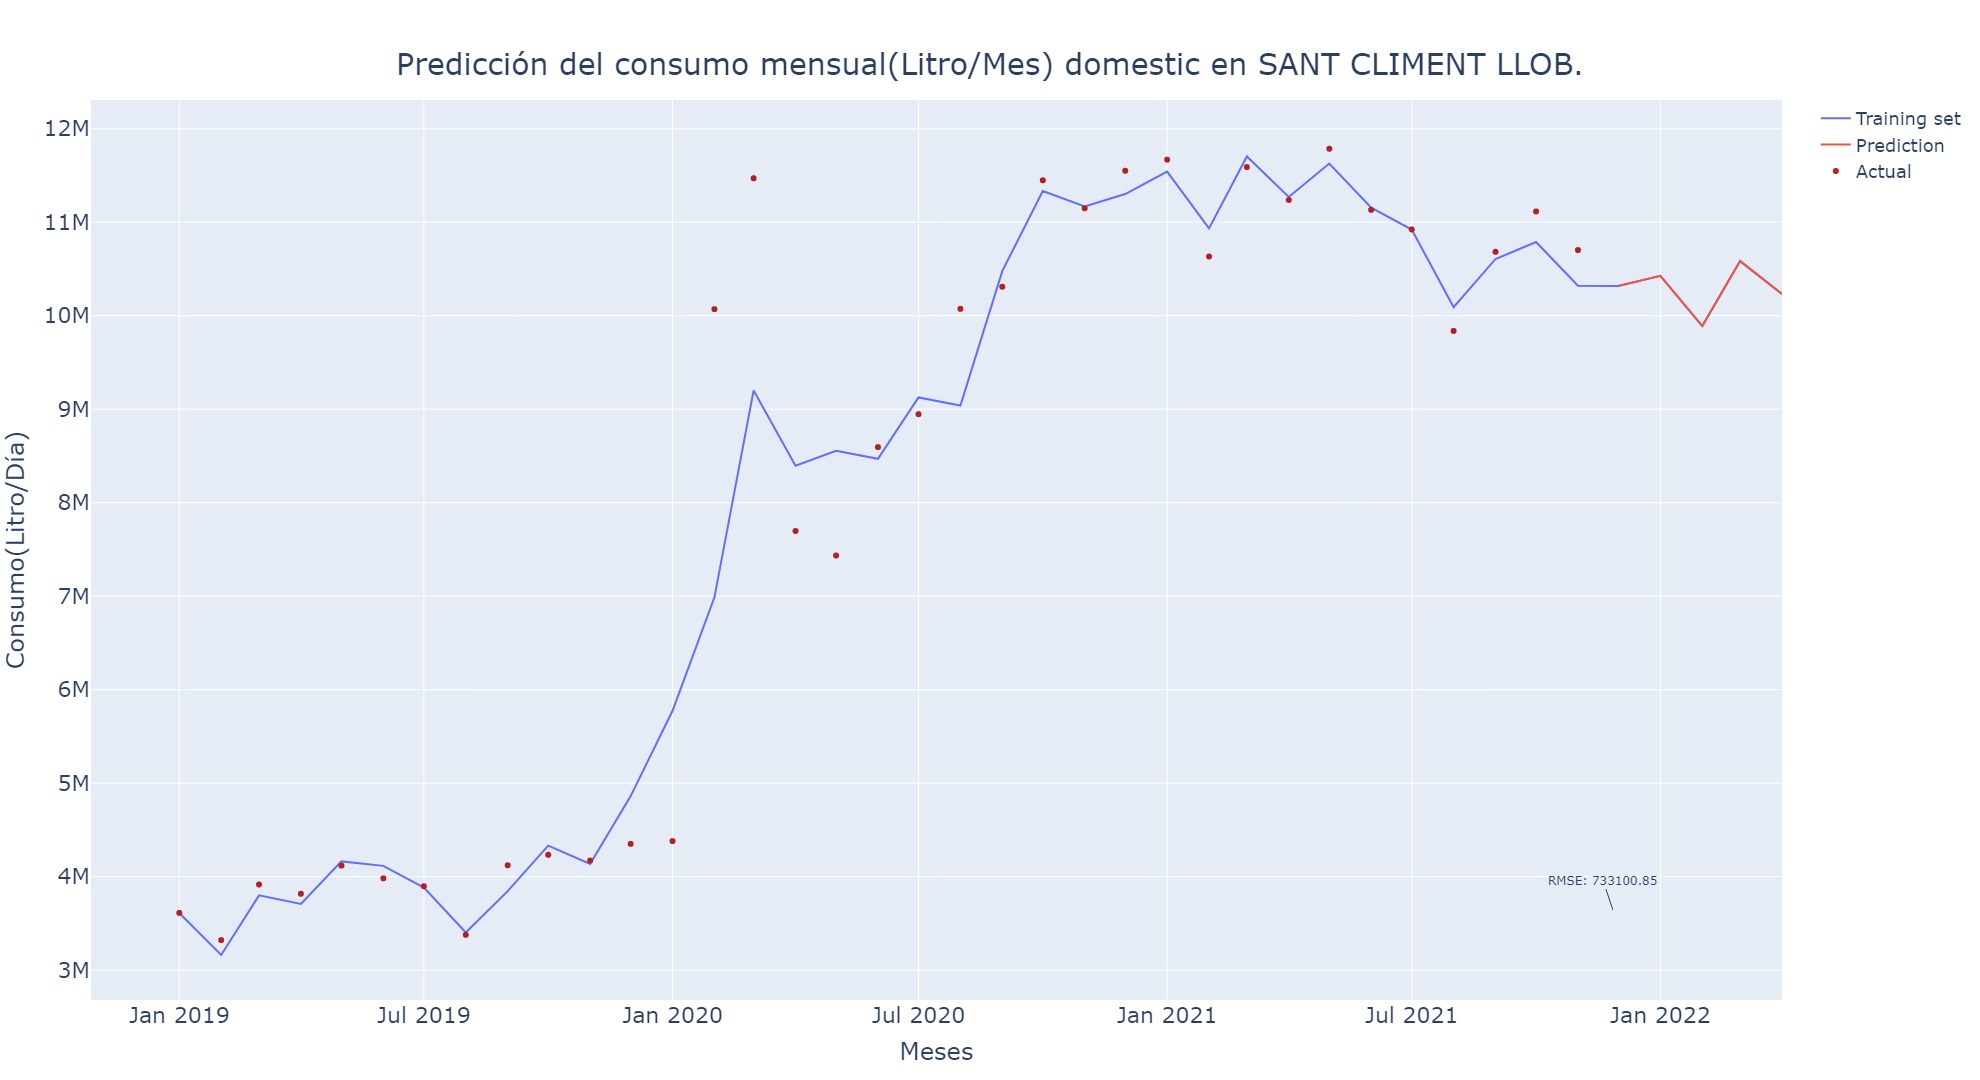 Predicción del consumo mensual(Litro/Mes) domestic en SANT CLIMENT LLOB.
Training set
Prediction
Actual
12M
11M
10M
9M
8M
7M
6M
5M
4M
3M
Consumo(Litro/Día)
RMSE: 733100.85
Jan 2019
Jul 2019
Jan 2020
Jul 2020
Jan 2021
Jul 2021
Jan 2022
Meses